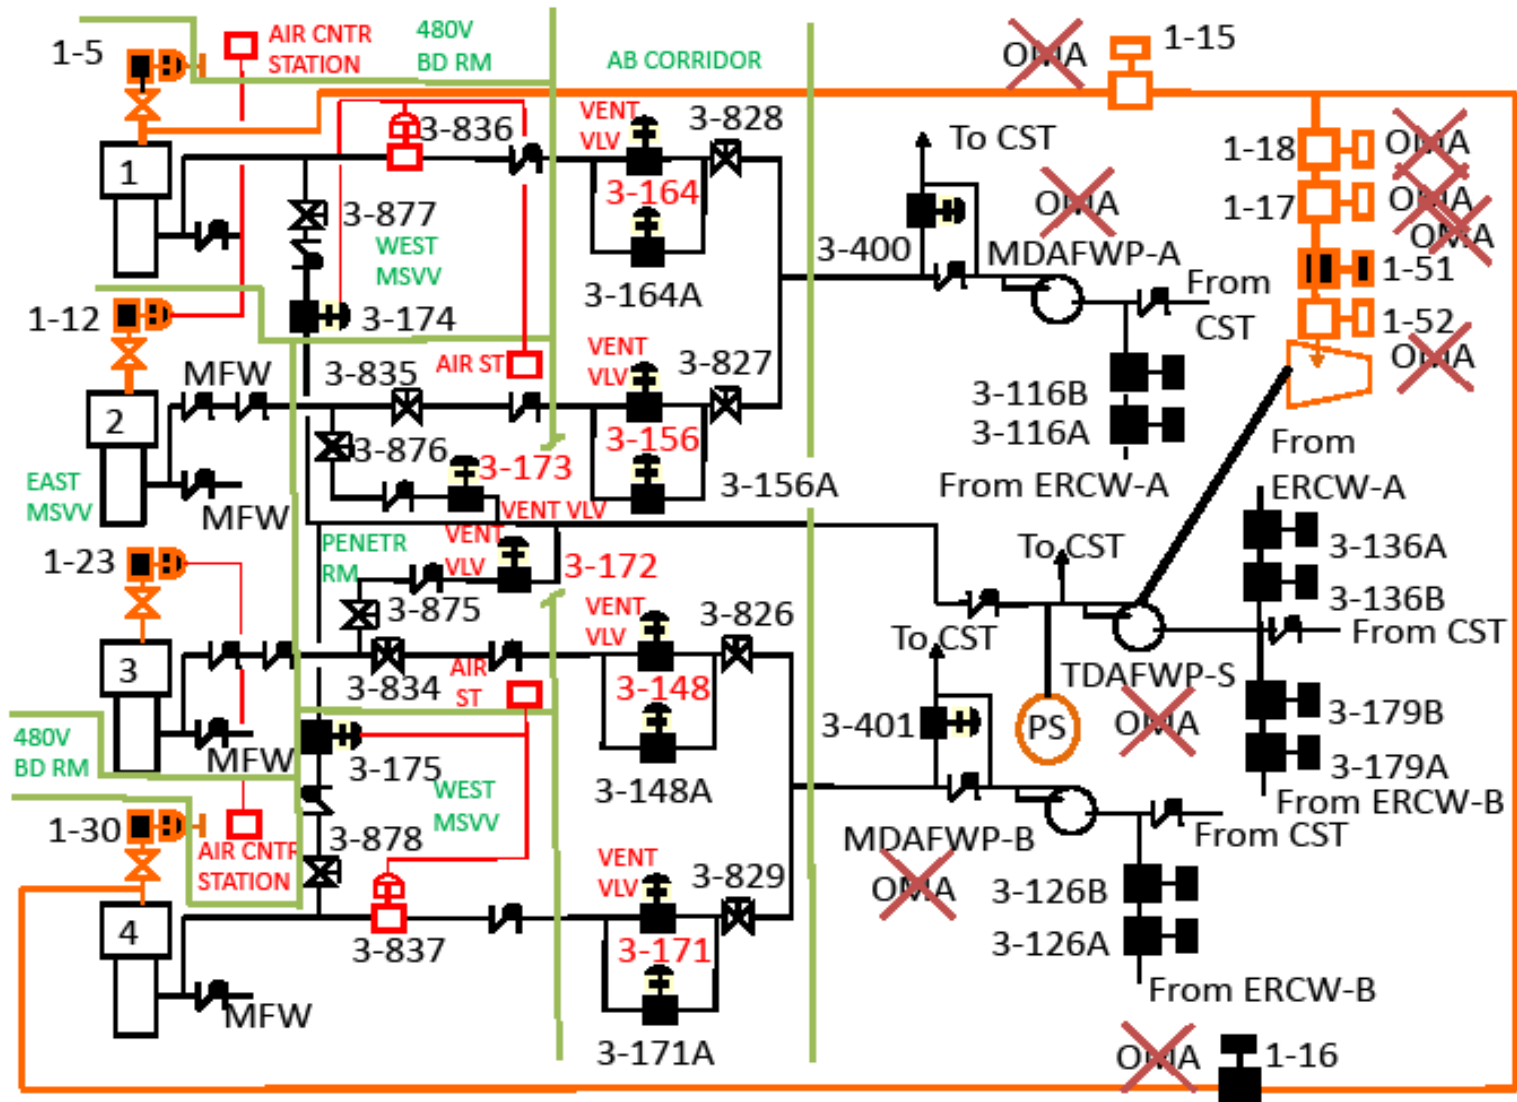 1-5
AIR CNTR
STATION
480V
BD RM
AB CORRIDOR
OMA
1-15
VENT
VLV
3-836
3-828
To CST
1-18
OMA
1
3-164
OMA
1-17
OMA
OMA
3-877
WEST
MSVV
3-400
MDAFWP-A
From
CST
1-51
3-164A
1-12
3-174
1-52
OMA
VENT
VLV
AIR ST
MFW
3-835
3-827
3-116B
3-116A
2
3-156
From
ERCW-A
3-876
3-173
EAST
MSVV
MFW
3-156A
From ERCW-A
VENT VLV
PENETR
RM
VENT
VLV
To CST
3-136A
1-23
3-172
3-875
VENT
VLV
3-826
3-136B
To CST
From CST
3
AIR
ST
3-834
3-148
TDAFWP-S
OMA
3-401
PS
3-179B
480V
BD RM
MFW
3-175
3-148A
3-179A
WEST
MSVV
From ERCW-B
1-30
3-878
MDAFWP-B
From CST
AIR CNTR
STATION
VENT
VLV
3-829
OMA
3-126B
4
3-837
3-171
3-126A
MFW
From ERCW-B
3-171A
OMA
1-16